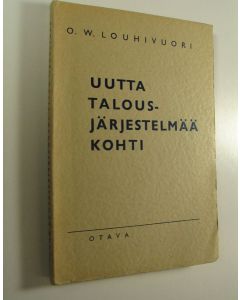 O. W. LOUHIVUORI
UUTTA
TALOUS-
JÄRJESTELMÄÄ
KOHTI
OTAVA